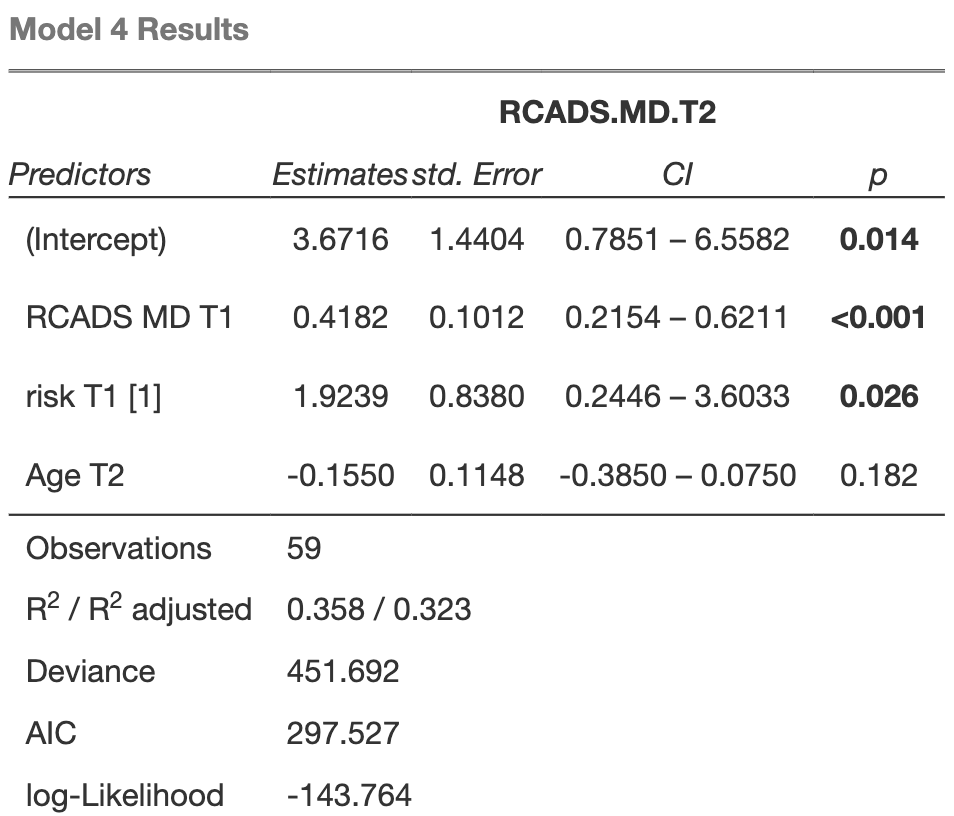 Model 4 Results
RCADS.MD.T2
Predictors Estimates std. Error CI p
(Intercept) 3.6716 1.4404 0.7851 – 6.5582 0.014
RCADS MD T1 0.4182 0.1012 0.2154 – 0.6211 <0.001
risk T1 [1] 1.9239 0.8380 0.2446 – 3.6033 0.026
Age T2 -0.1550 0.1148 -0.3850 – 0.0750 0.182
Observations 59
R² / R² adjusted 0.358 / 0.323
Deviance 451.692
AIC 297.527
log-Likelihood -143.764